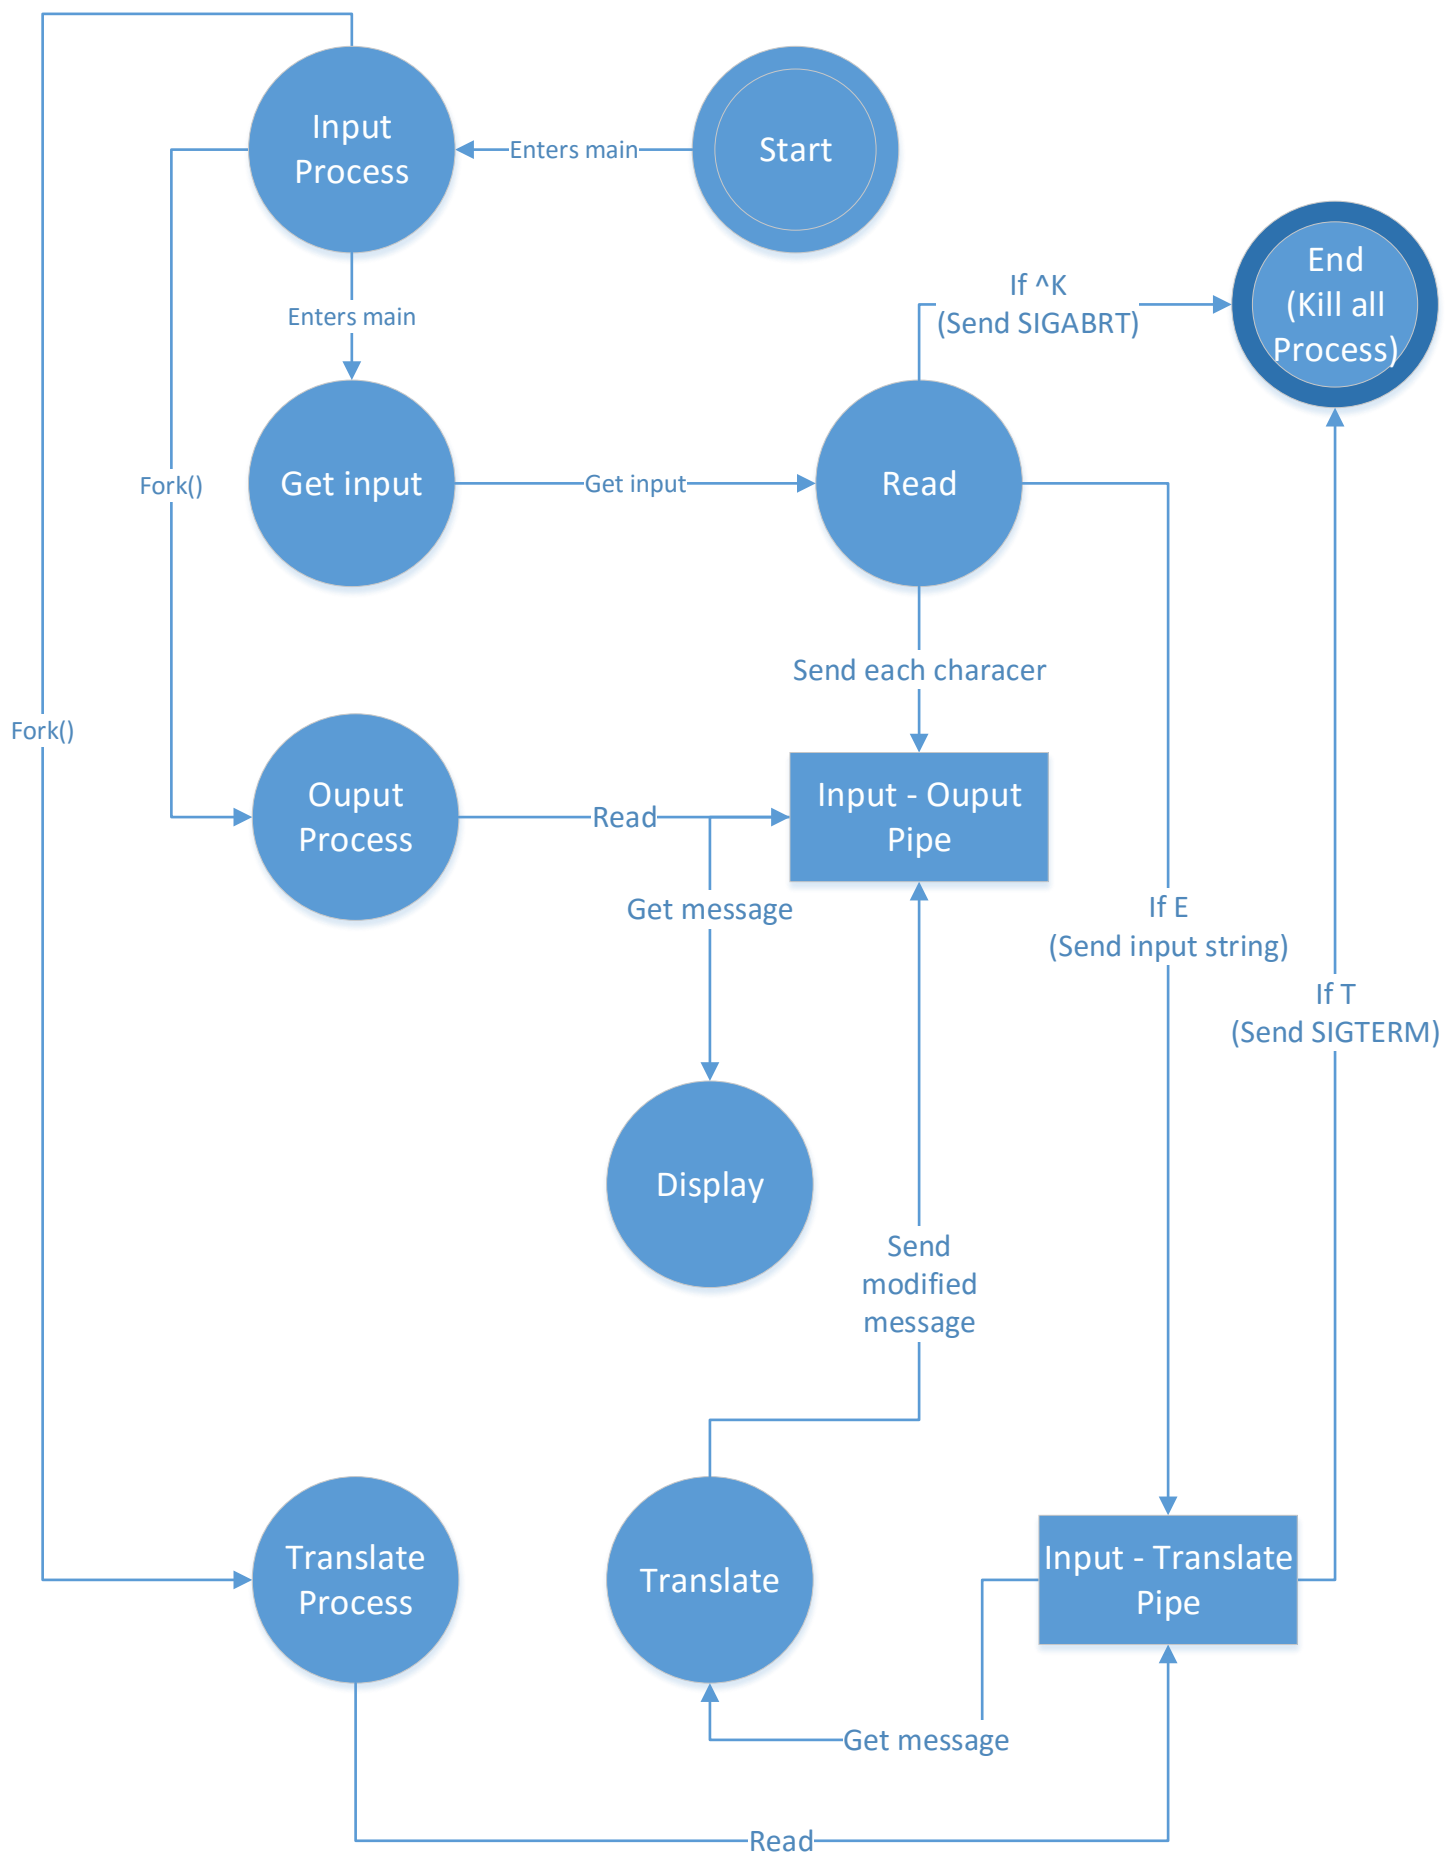 Input
Process
Enters main
Start
End
(Kill all
Process)
If ^K
(Send SIGABRT)
Enters main
Fork()
Get input
Get input
Read
Send each characer
Fork()
Ouput
Process
Read
Input - Ouput
Pipe
Get message
If E
(Send input string)
If T
(Send SIGTERM)
Display
Send
modified
message
Translate
Process
Translate
Input - Translate
Pipe
Get message
Read